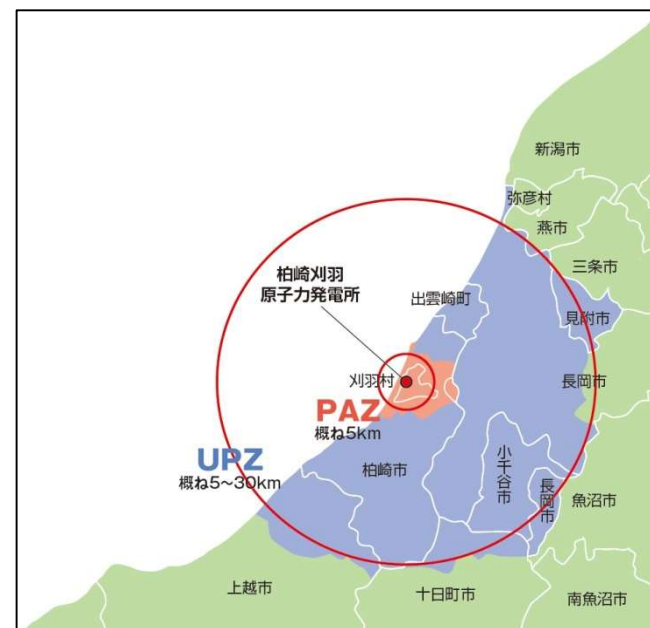 新潟市
弥彦村
燕市
三条市
柏崎刈羽
原子力発電所
出雲崎町
見附市
刈羽村
長岡市
PAZ
概ね5km
UPZ
概ね5〜30km
柏崎市
小千谷市
長岡市
魚沼市
上越市
十日町市
南魚沼市